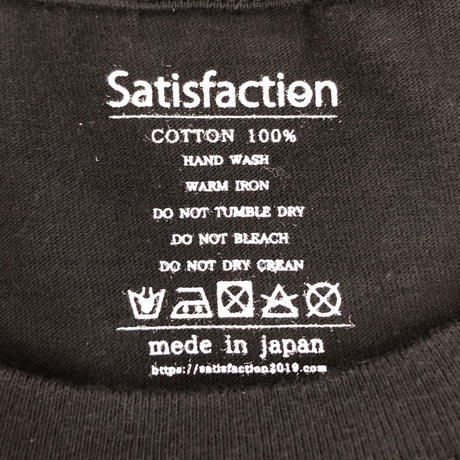 Satisfaction
COTTON 100%
HAND WASH
WARM IRON
DO NOT TUMBLE DRY
DO NOT BLEACH
DO NOT DRY CREAN
mede in japan
https://satisfaction2019.com